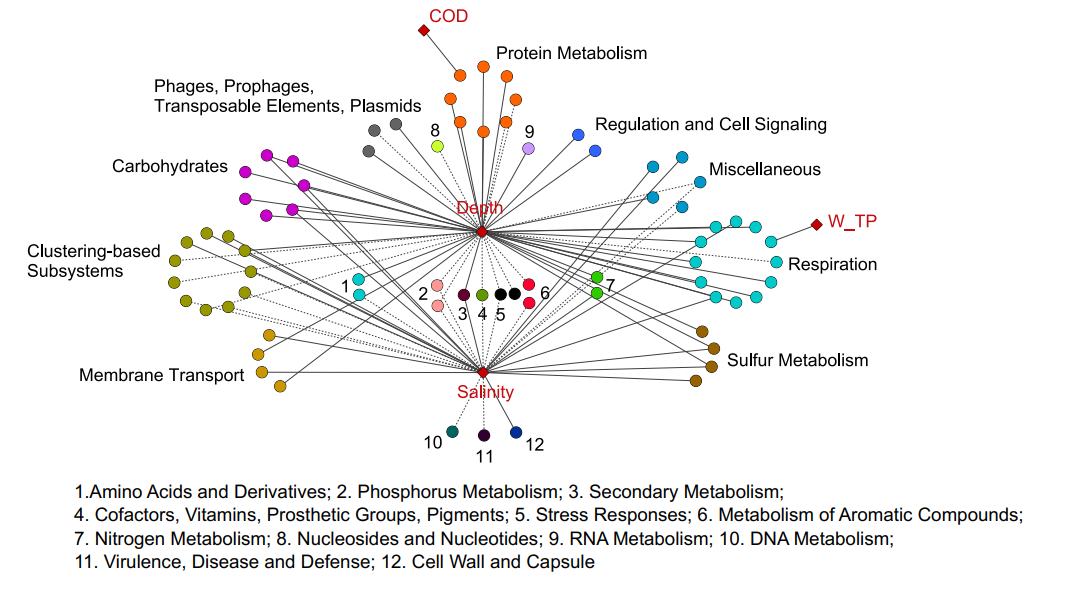 COD
Protein Metabolism
Phages, Prophages,
Transposable Elements, Plasmids
8
9
Regulation and Cell Signaling
Carbohydrates
Miscellaneous
Depth
W_TP
Clustering-based
Subsystems
Respiration
1
2
3
4
5
6
7
Sulfur Metabolism
Membrane Transport
Salinity
10
11
12
1.Amino Acids and Derivatives; 2. Phosphorus Metabolism; 3. Secondary Metabolism;
4. Cofactors, Vitamins, Prosthetic Groups, Pigments; 5. Stress Responses; 6. Metabolism of Aromatic Compounds;
7. Nitrogen Metabolism; 8. Nucleosides and Nucleotides; 9. RNA Metabolism; 10. DNA Metabolism;
11. Virulence, Disease and Defense; 12. Cell Wall and Capsule